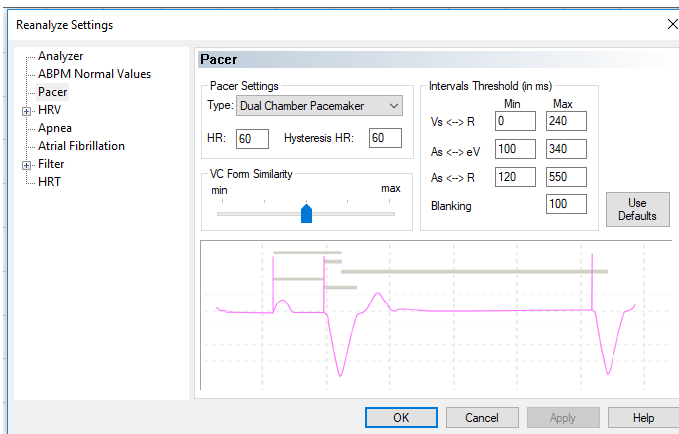 Reanalyze Settings
Analyzer
ABPM Normal Values
Pacer
HRV
Apnea
Atrial Fibrillation
Filter
HRT
Pacer
Pacer Settings
Type: Dual Chamber Pacemaker
HR: 60 Hysteresis HR: 60
VC Form Similarity
min max
Intervals Threshold (in ms)
Min Max
Vs <--> R 0 240
As <--> eV 100 340
As <--> R 120 550
Blanking 100
Use
Defaults
OK Cancel Apply Help